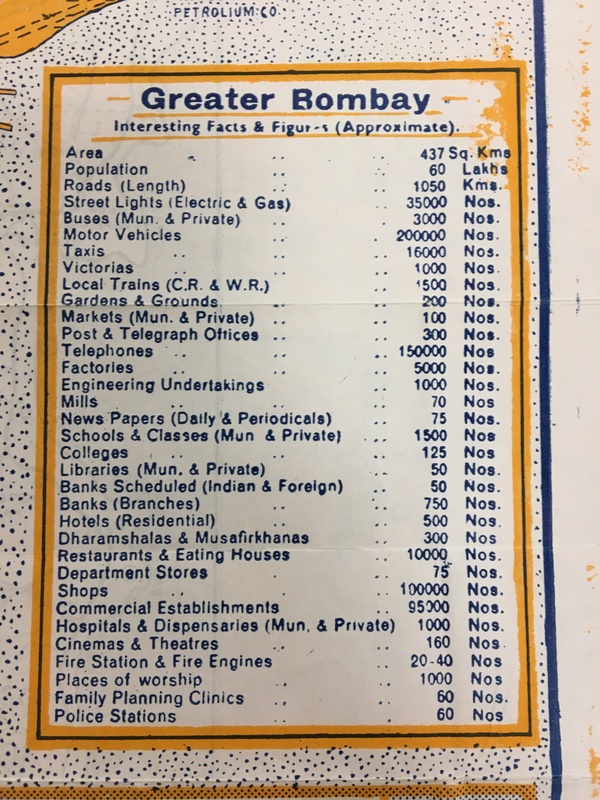 PETROLIUM CO.
Greater Bombay
Interesting Facts & Figures (Approximate).
Area .. .. 437 Sq. Kms
Population .. .. 60 Lakhs
Roads (Length) .. .. 1050 Kms.
Street Lights (Electric & Gas) .. 35000 Nos.
Buses (Mun. & Private) .. .. 3000 Nos.
Motor Vehicles .. .. 200000 Nos.
Taxis .. .. .. 16000 Nos.
Victorias .. .. 1000 Nos.
Local Trains (C.R. & W.R.) .. .. 1500 Nos.
Gardens & Grounds .. .. 200 Nos.
Markets (Mun. & Private) .. .. 100 Nos.
Post & Telegraph Offices .. .. 300 Nos.
Telephones .. .. .. 150000 Nos
Factories .. .. .. 5000 Nos.
Engineering Undertakings .. 1000 Nos.
Mills .. .. .. 70 Nos
News Papers (Daily & Periodicals) .. 75 Nos.
Schools & Classes (Mun & Private) .. 1500 Nos
Colleges .. .. 125 Nos
Libraries (Mun. & Private) .. 50 Nos.
Banks Scheduled (Indian & Foreign) .. 50 Nos.
Banks (Branches) .. .. 750 Nos.
Hotels (Residential) .. .. 500 Nos.
Dharamshalas & Musafirkhanas .. 300 Nos
Restaurants & Eating Houses .. 10000 Nos.
Department Stores .. .. 75 Nos.
Shops .. .. .. 100000 Nos.
Commercial Establishments .. .. 95000 Nos.
Hospitals & Dispensaries (Mun. & Private) 1000 Nos.
Cinemas & Theatres .. .. 160 Nos.
Fire Station & Fire Engines .. .. 20-40 Nos
Places of worship .. .. 1000 Nos
Family Planning Clinics .. .. 60 Nos.
Police Stations .. .. 60 Nos